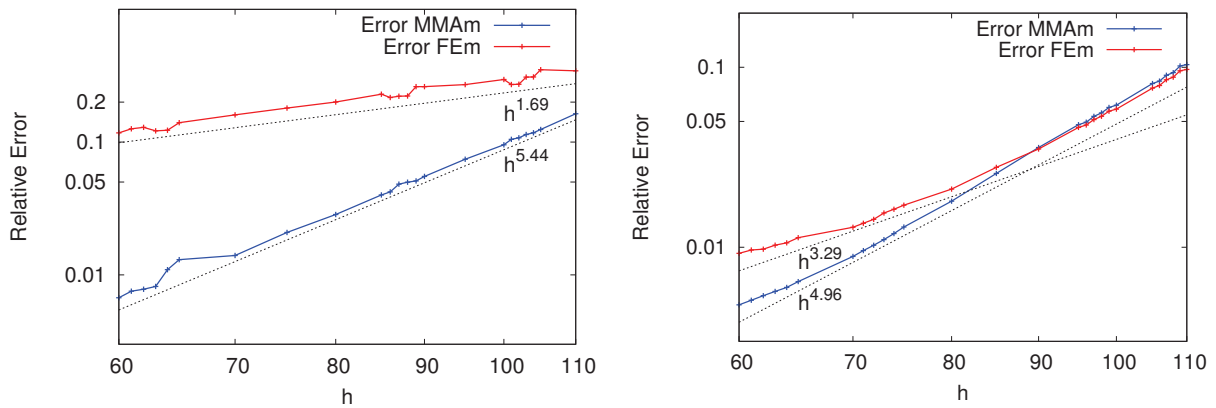 Error MMAm
Error FEm
0.2
0.1
0.05
0.01
Relative Error
h^1.69
h^5.44
60 70 80 90 100 110
h
Error MMAm
Error FEm
0.1
0.05
0.01
Relative Error
h^3.29
h^4.96
60 70 80 90 100 110
h